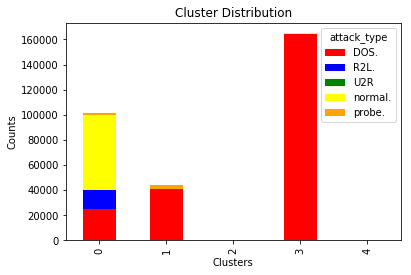 Cluster Distribution
attack_type
DOS.
R2L.
U2R
normal.
probe.
Counts
160000
140000
120000
100000
80000
60000
40000
20000
0
0
1
2
3
4
Clusters